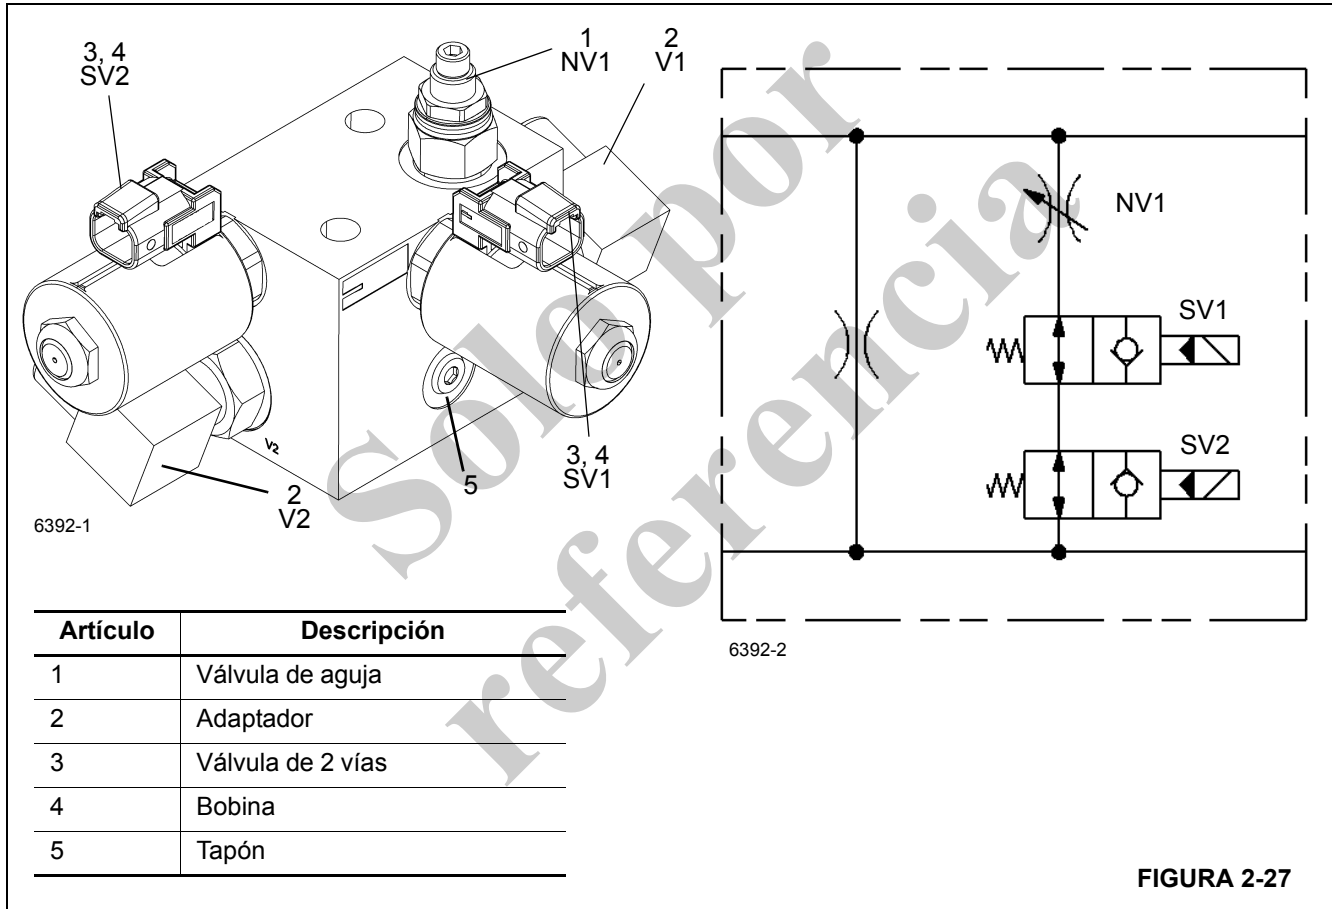 3, 4
SV2
1
NV1
2
V1
V2
2
V2
5
3, 4
SV1
6392-1
NV1
SV1
SV2
6392-2
Solo por
referencia
Artículo Descripción
1 Válvula de aguja
2 Adaptador
3 Válvula de 2 vías
4 Bobina
5 Tapón
FIGURA 2-27